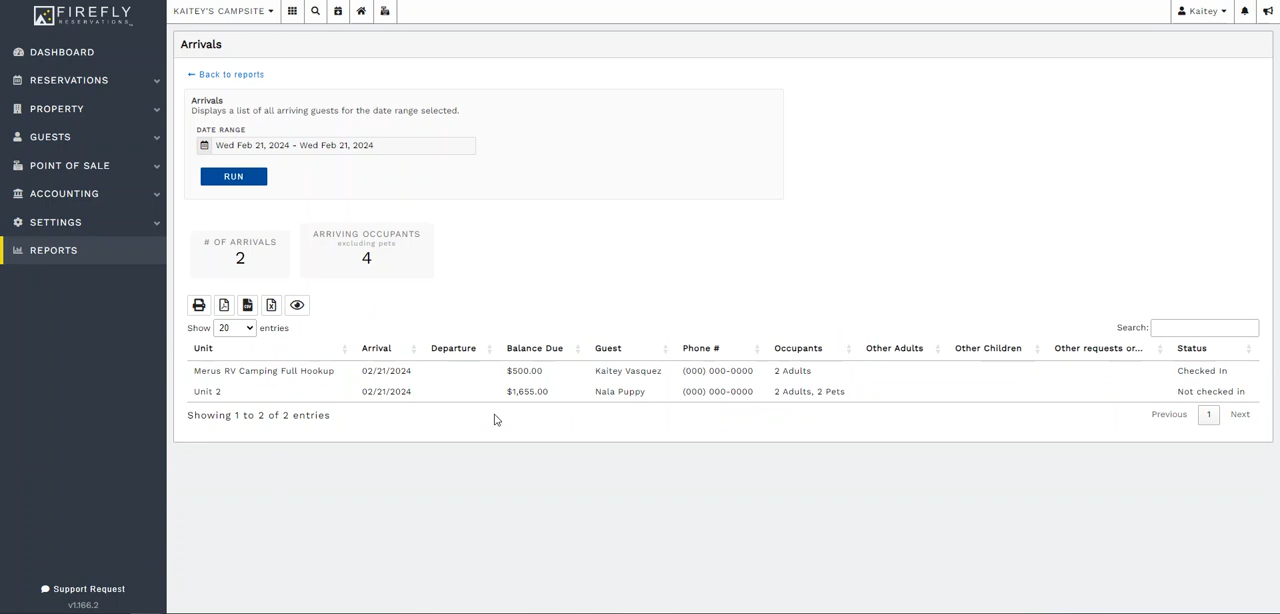 FIREFLY
RESERVATIONS
KAITEY'S CAMPSITE
Kaitey
DASHBOARD
RESERVATIONS
PROPERTY
GUESTS
POINT OF SALE
ACCOUNTING
SETTINGS
REPORTS
Support Request
v1.166.2
Arrivals
← Back to reports
Arrivals
Displays a list of all arriving guests for the date range selected.
DATE RANGE
Wed Feb 21, 2024 - Wed Feb 21, 2024
RUN
# OF ARRIVALS
2
ARRIVING OCCUPANTS
excluding pets
4
Show 20 entries
Search:
Unit Arrival Departure Balance Due Guest Phone # Occupants Other Adults Other Children Other requests or... Status
Merus RV Camping Full Hookup 02/21/2024 $500.00 Kaitey Vasquez (000) 000-0000 2 Adults Checked In
Unit 2 02/21/2024 $1,655.00 Nala Puppy (000) 000-0000 2 Adults, 2 Pets Not checked in
Showing 1 to 2 of 2 entries
Previous 1 Next